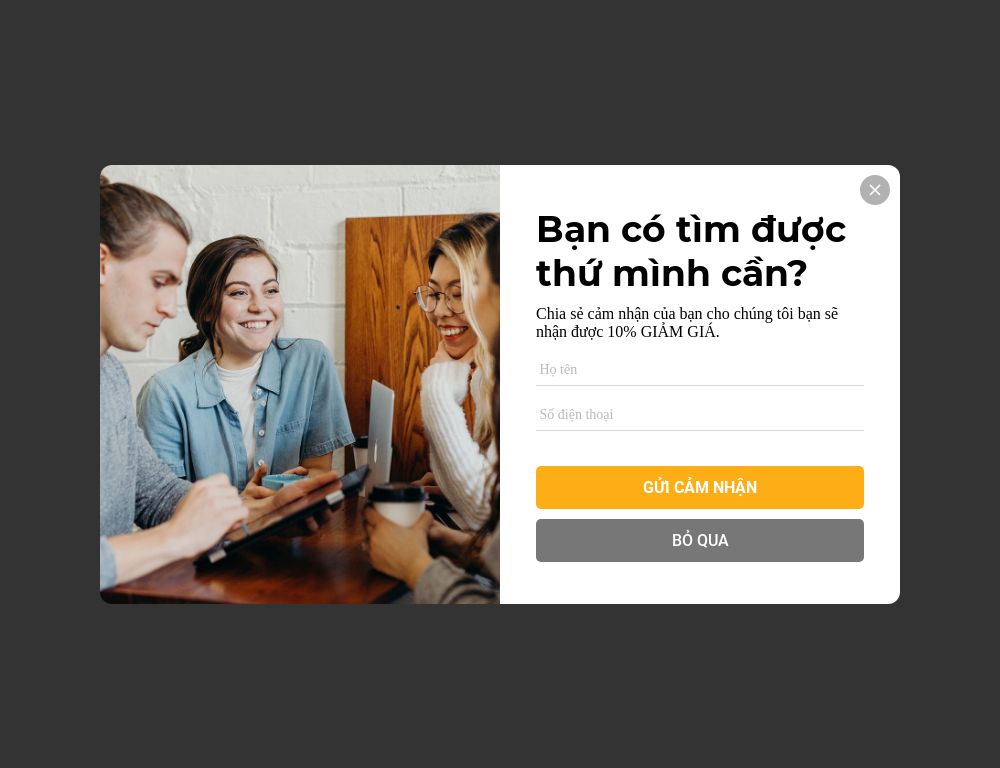 Bạn có tìm được
thứ mình cần?
Chia sẻ cảm nhận của bạn cho chúng tôi bạn sẽ
nhận được 10% GIẢM GIÁ.
Họ tên
Số điện thoại
GỬI CẢM NHẬN
BỎ QUA